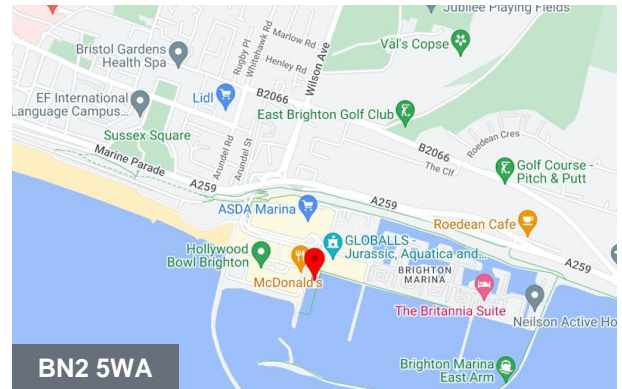 Jubilee Playing Fields
Bristol Gardens
Health Spa
Rugby Pl
Whitehawk Rd
Marlow Rd
Henley Rd
Wilson Ave
Val's Copse
Lidl
B2066
EF International
Language Campus...
East Brighton Golf Club
B2066
Sussex Square
Arundel Rd
Arundel St
Roedean Cres
The Clf
Golf Course -
Pitch & Putt
Marine Parade
A259
A259
ASDA Marina
Roedean Cafe
GLOBALLS -
Jurassic, Aquatica and...
Hollywood
Bowl Brighton
McDonald's
BRIGHTON
MARINA
A259
The Britannia Suite
Neilson Active Ho
BN2 5WA
Brighton Marina
East Arm